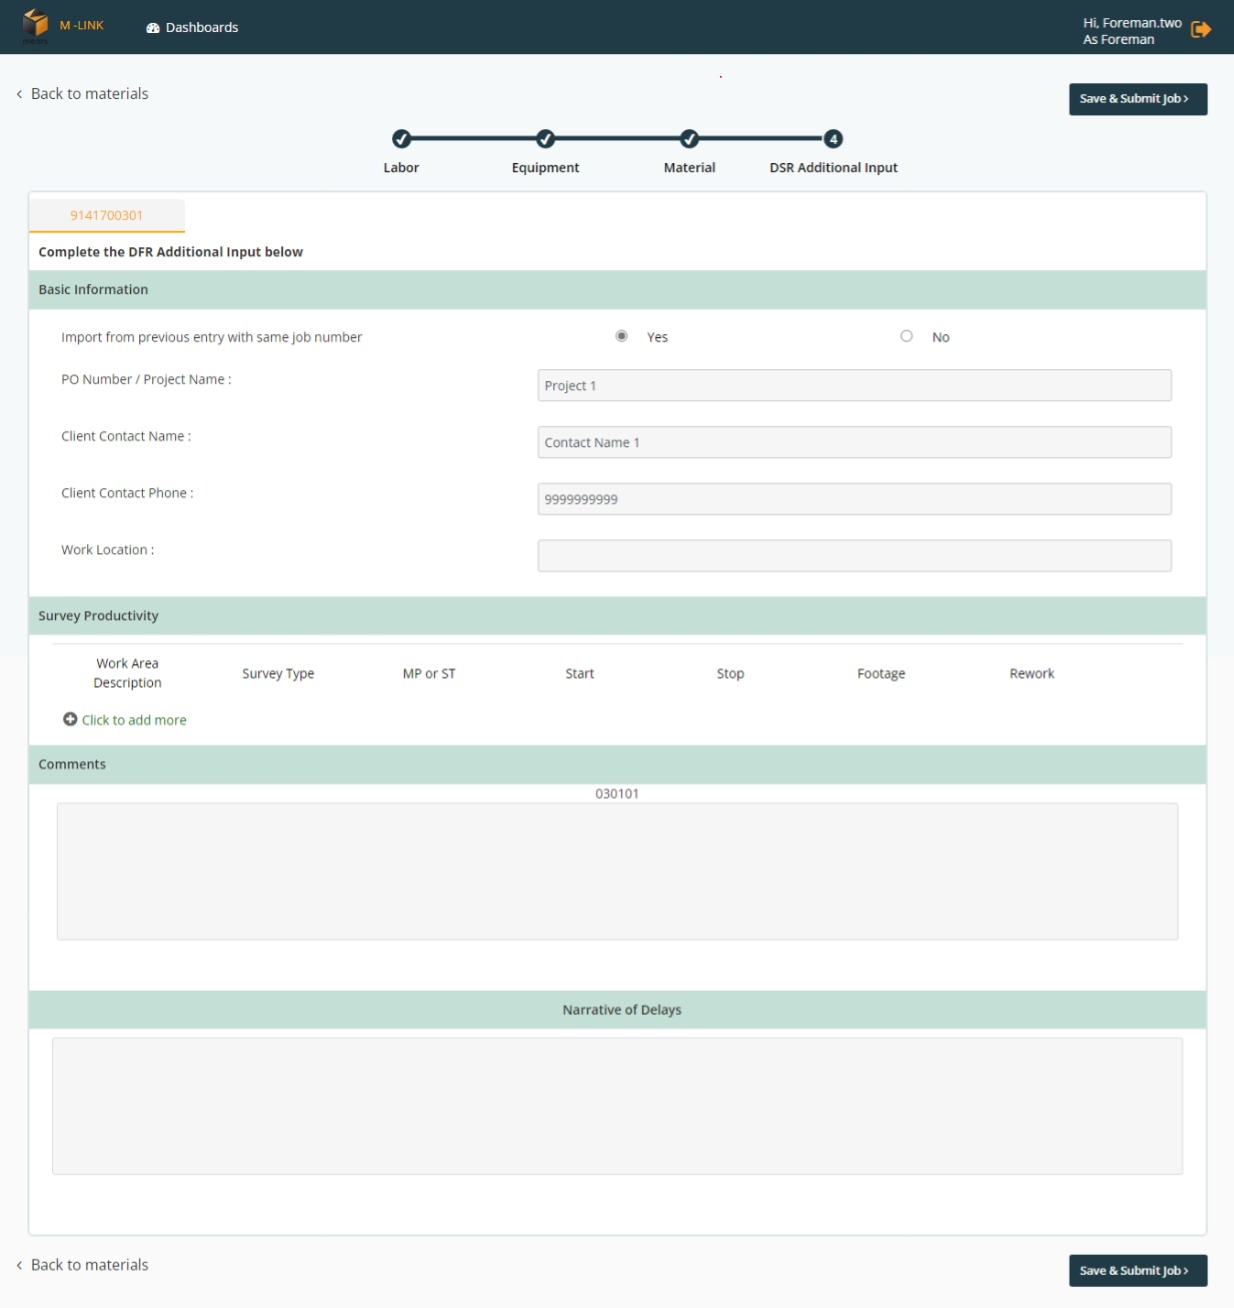 M -LINK
Dashboards
Hi, Foreman.two
As Foreman
Back to materials
Save & Submit Job
4
Labor
Equipment
Material
DSR Additional Input
9141700301
Complete the DFR Additional Input below
Basic Information
Import from previous entry with same job number
Yes
No
PO Number / Project Name :
Project 1
Client Contact Name :
Contact Name 1
Client Contact Phone :
9999999999
Work Location :
Survey Productivity
Work Area
Description
Survey Type
MP or ST
Start
Stop
Footage
Rework
Click to add more
Comments
030101
Narrative of Delays
Back to materials
Save & Submit Job